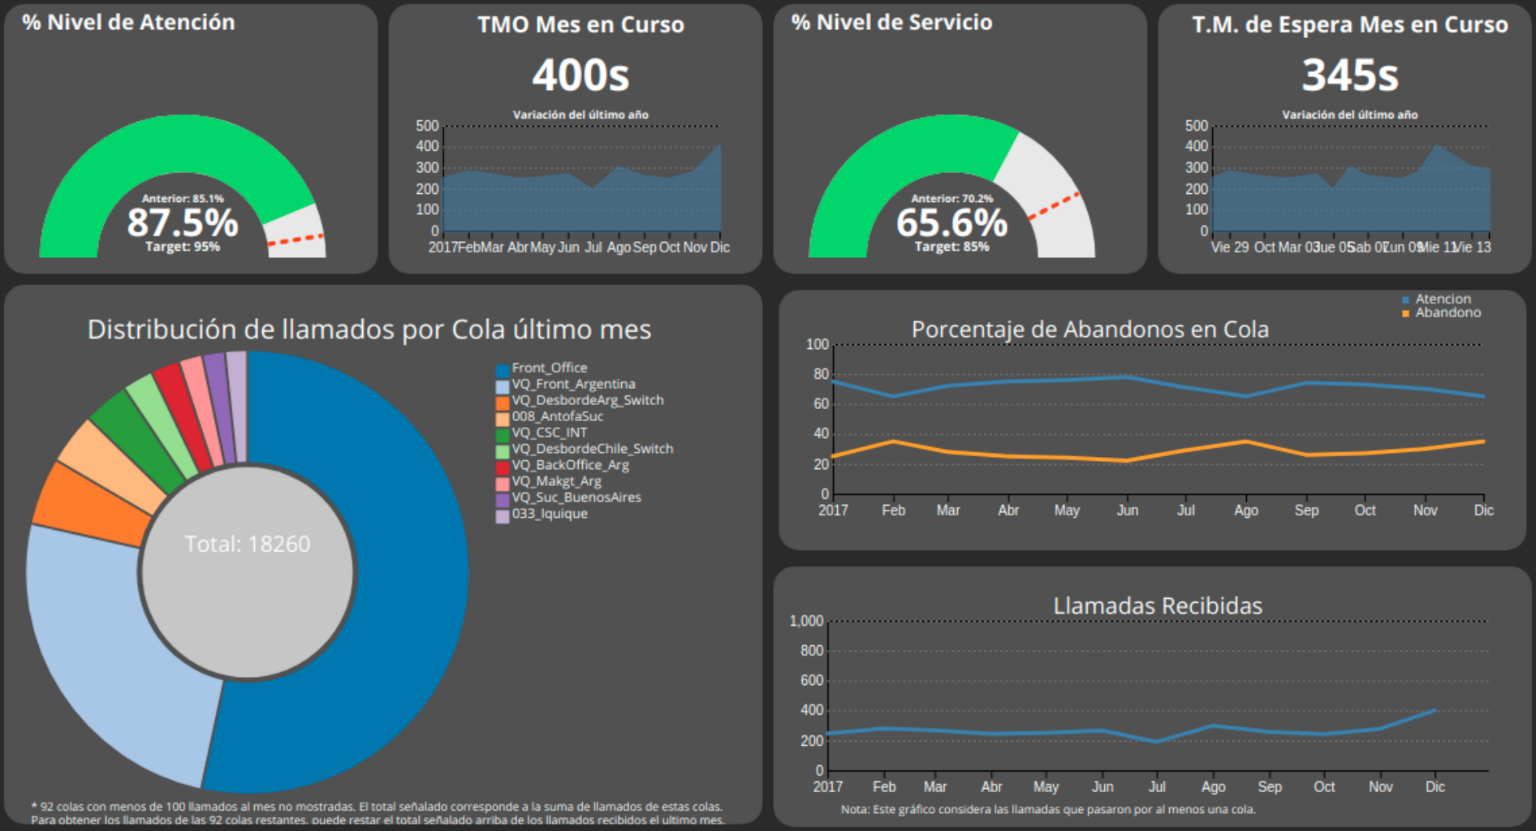 % Nivel de Atención
Anterior: 85.1%
87.5%
Target: 95%
TMO Mes en Curso
400s
Variación del último año
500
400
300
200
100
0
2017 Feb Mar Abr May Jun Jul Ago Sep Oct Nov Dic
% Nivel de Servicio
Anterior: 70.2%
65.6%
Target: 85%
T.M. de Espera Mes en Curso
345s
Variación del último año
500
400
300
200
100
0
Vie 29 Oct Mar 03 Jue 05 Sab 07 Lun 09 Mie 11 Vie 13
Distribución de llamados por Cola último mes
Front_Office
VQ_Front_Argentina
VQ_DesbordeArg_Switch
008_AntofaSuc
VQ_CSC_INT
VQ_DesbordeChile_Switch
VQ_BackOffice_Arg
VQ_Makgt_Arg
VQ_Suc_BuenosAires
033_Iquique
Total: 18260
* 92 colas con menos de 100 llamados al mes no mostradas. El total señalado corresponde a la suma de llamados de estas colas.
Para obtener los llamados de las 92 colas restantes, puede restar el total señalado arriba de los llamados recibidos el ultimo mes.
Atencion
Abandono
Porcentaje de Abandonos en Cola
100
80
60
40
20
0
2017 Feb Mar Abr May Jun Jul Ago Sep Oct Nov Dic
Llamadas Recibidas
1,000
800
600
400
200
0
2017 Feb Mar Abr May Jun Jul Ago Sep Oct Nov Dic
Nota: Este gráfico considera las llamadas que pasaron por al menos una cola.